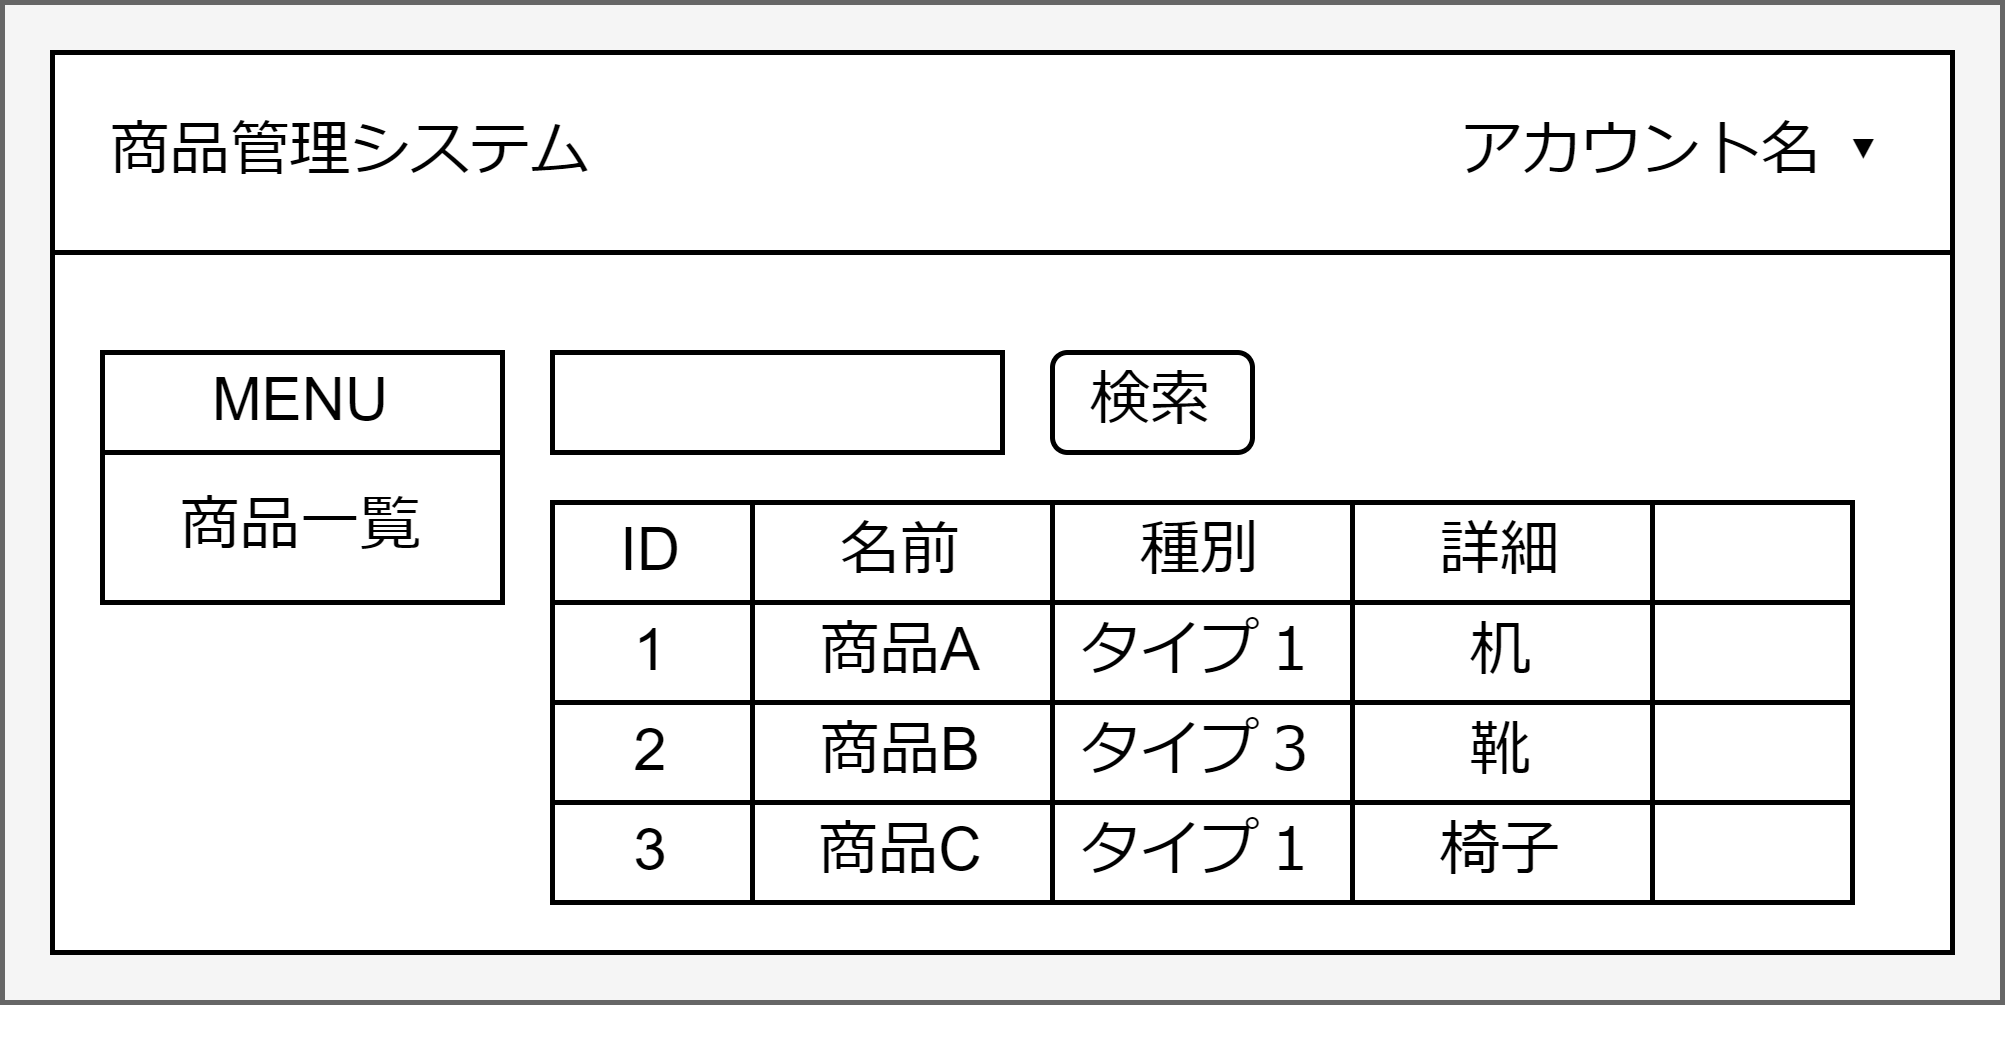 商品管理システム
アカウント名 ▼
MENU
商品一覧
検索
ID 名前 種別 詳細
1 商品A タイプ１ 机
2 商品B タイプ３ 靴
3 商品C タイプ１ 椅子